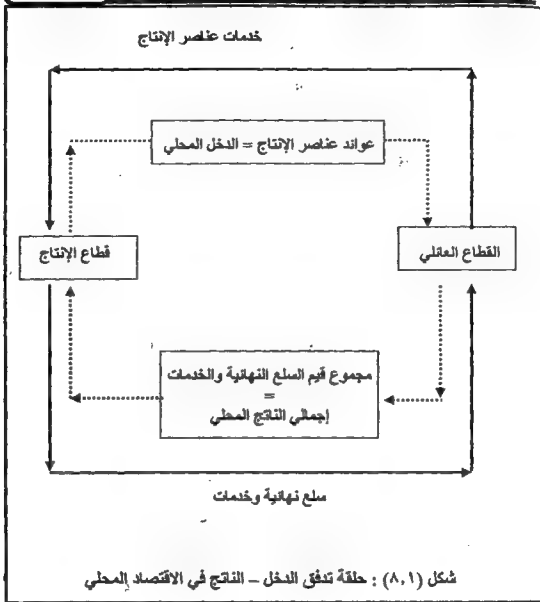 خدمات عناصر الإنتاج
عوائد عناصر الإنتاج = الدخل المحلي
قطاع الإنتاج
القطاع العائلي
مجموع قيم السلع النهائية والخدمات
=
إجمالي الناتج المحلي
سلع نهائية وخدمات
شكل (٨,١) : حلقة تدفق الدخل – الناتج في الاقتصاد المحلي